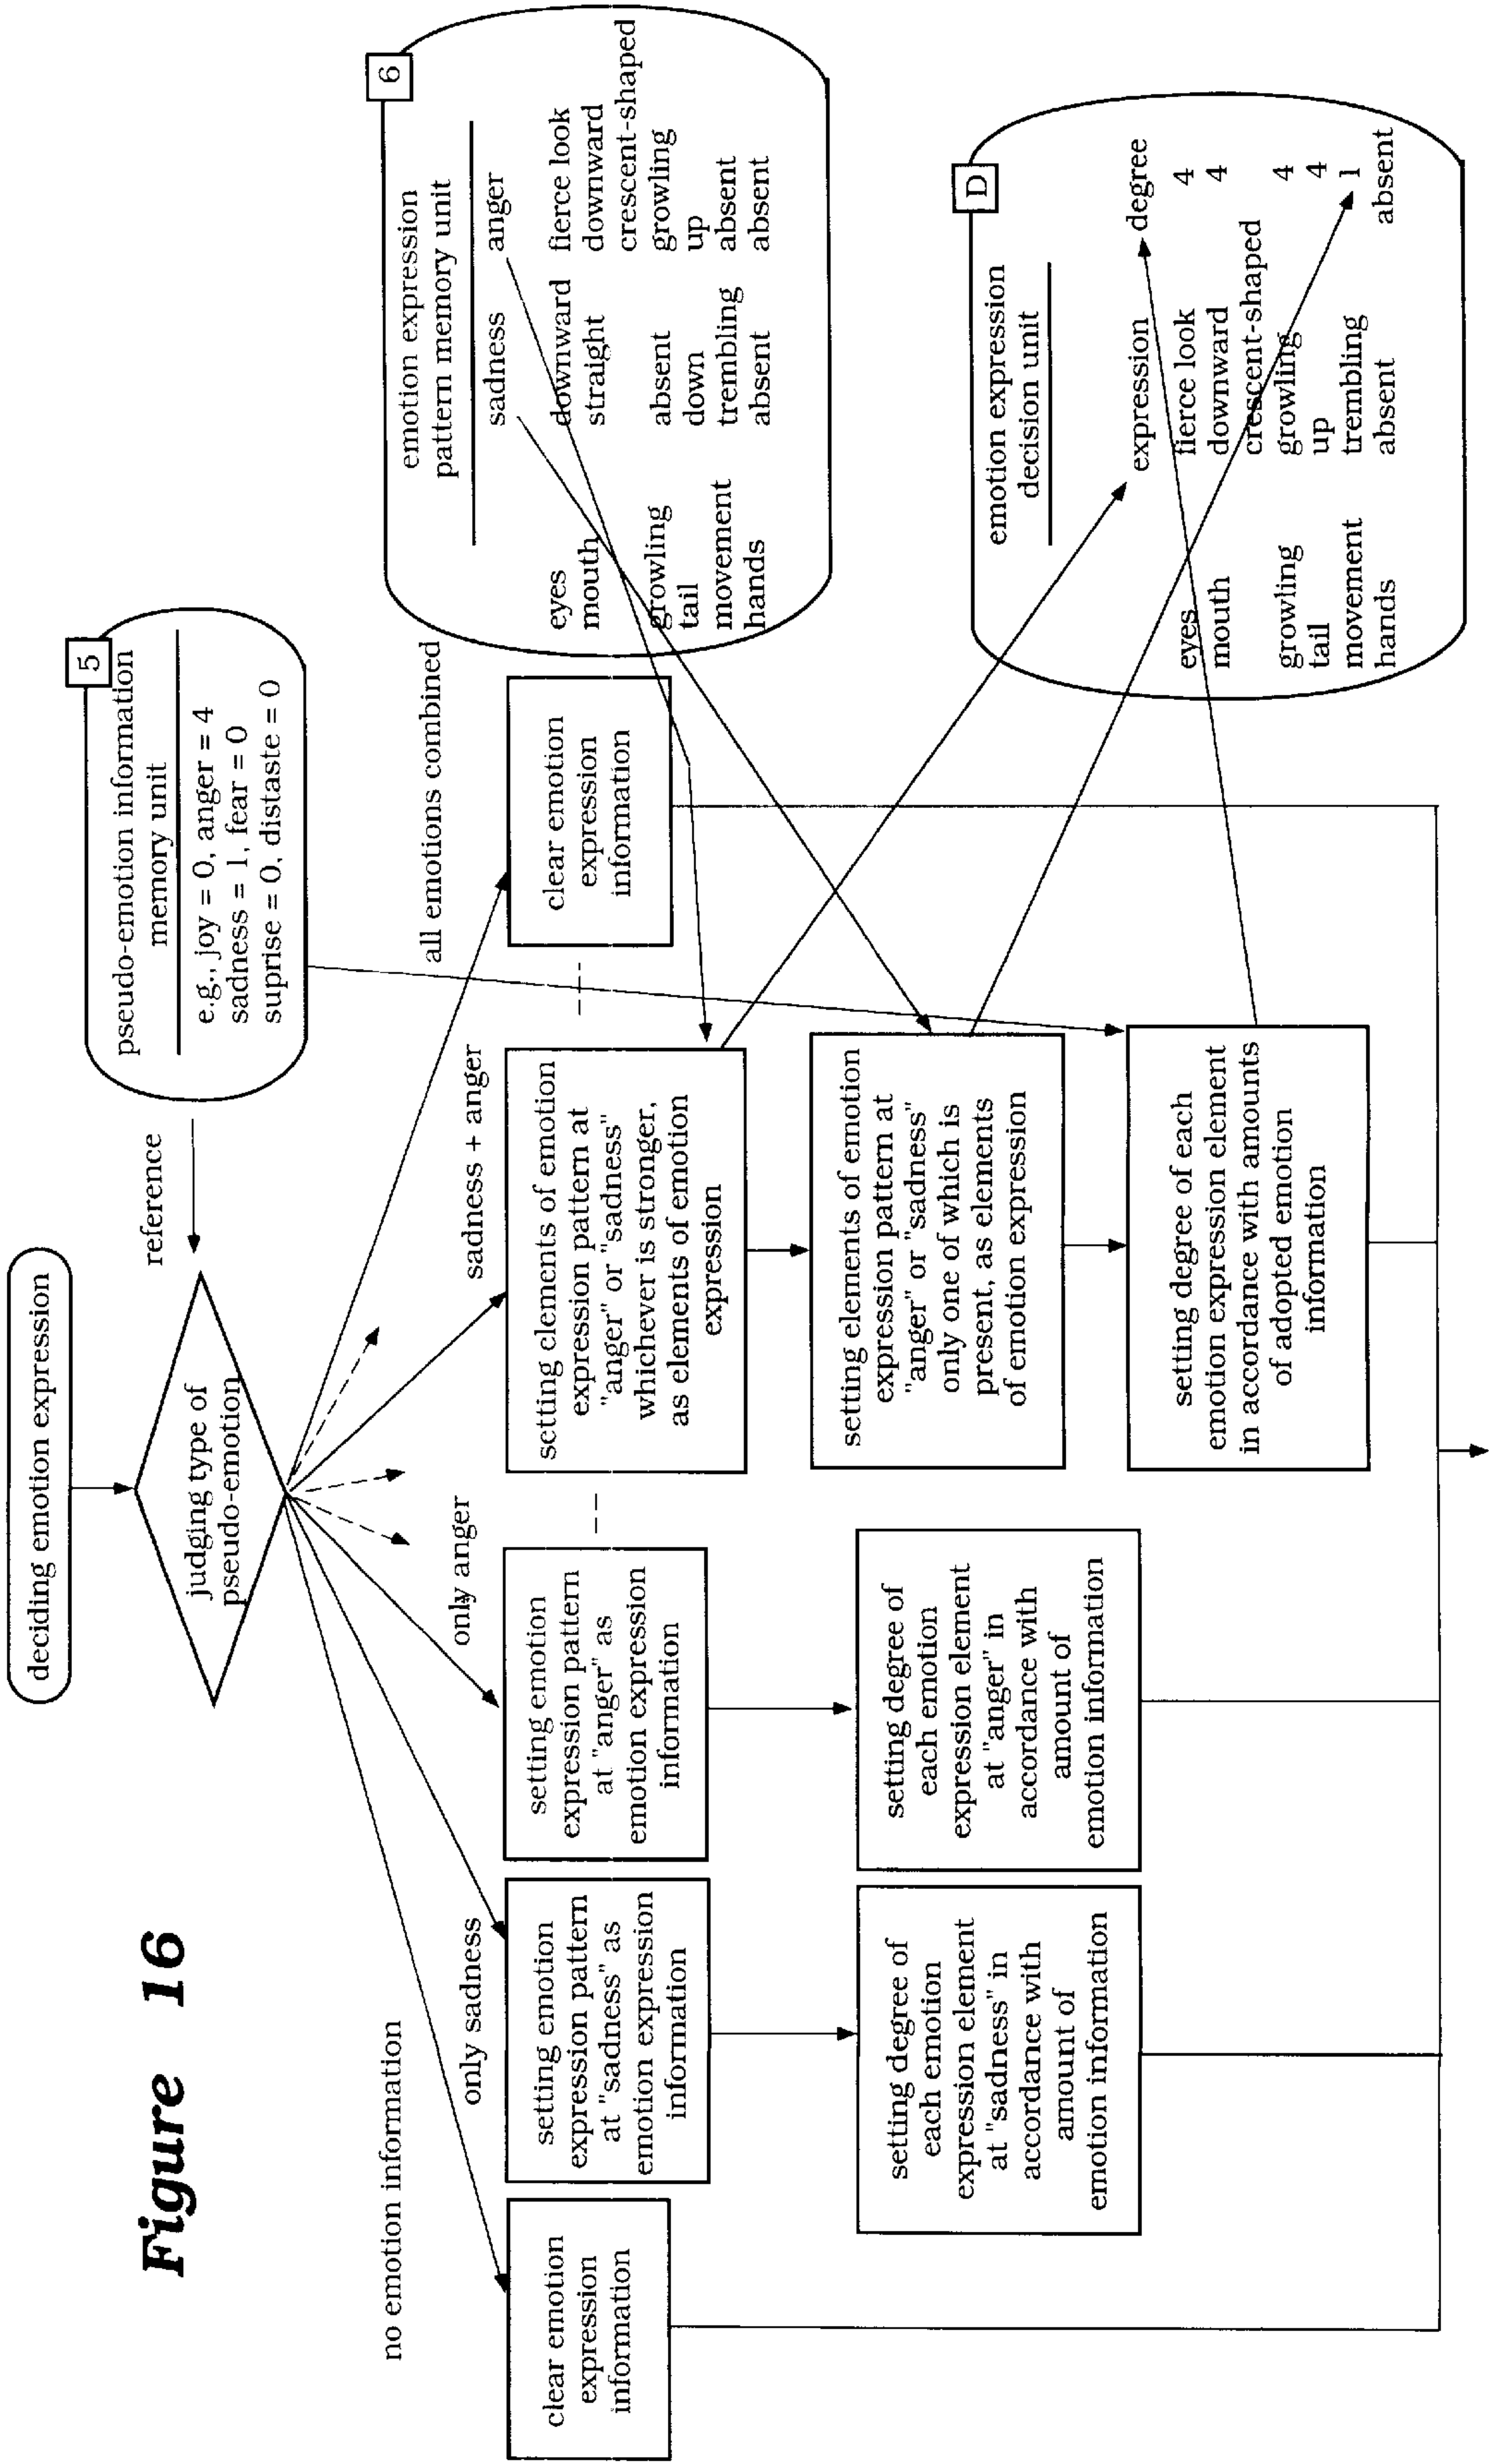 Figure 16
deciding emotion expression
judging type of
pseudo-emotion
reference
5
pseudo-emotion information
memory unit
e.g., joy = 0, anger = 4
sadness = 1, fear = 0
suprise = 0, distaste = 0
no emotion information
only sadness
only anger
sadness + anger
all emotions combined
clear emotion
expression
information
setting emotion
expression pattern
at "sadness" as
emotion expression
information
setting emotion
expression pattern
at "anger" as
emotion expression
information
setting elements of emotion
expression pattern at
"anger" or "sadness"
whichever is stronger,
as elements of emotion
expression
clear emotion
expression
information
setting degree of
each emotion
expression element
at "sadness" in
accordance with
amount of
emotion information
setting degree of
each emotion
expression element
at "anger" in
accordance with
amount of
emotion information
setting elements of emotion
expression pattern at
"anger" or "sadness"
only one of which is
present, as elements
of emotion expression
setting degree of each
emotion expression element
in accordance with amounts
of adopted emotion
information
6
emotion expression
pattern memory unit
sadness anger
eyes downward fierce look
mouth straight downward
crescent-shaped
growling absent growling
tail down up
movement trembling absent
hands absent absent
D
emotion expression
decision unit
expression degree
eyes fierce look 4
mouth downward 4
crescent-shaped
growling growling 4
tail up 4
movement trembling 1
hands absent absent